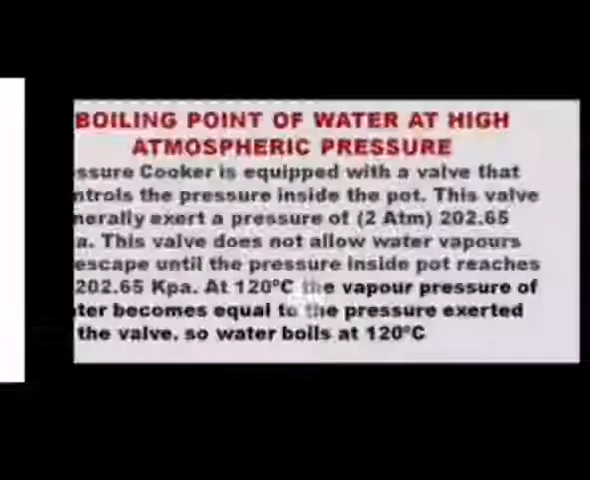 BOILING POINT OF WATER AT HIGH
ATMOSPHERIC PRESSURE
ssure Cooker is equipped with a valve that
ntrols the pressure inside the pot. This valve
nerally exert a pressure of (2 Atm) 202.65
a. This valve does not allow water vapours
escape until the pressure inside pot reaches
202.65 Kpa. At 120°C the vapour pressure of
ter becomes equal to the pressure exerted
the valve. so water boils at 120°C